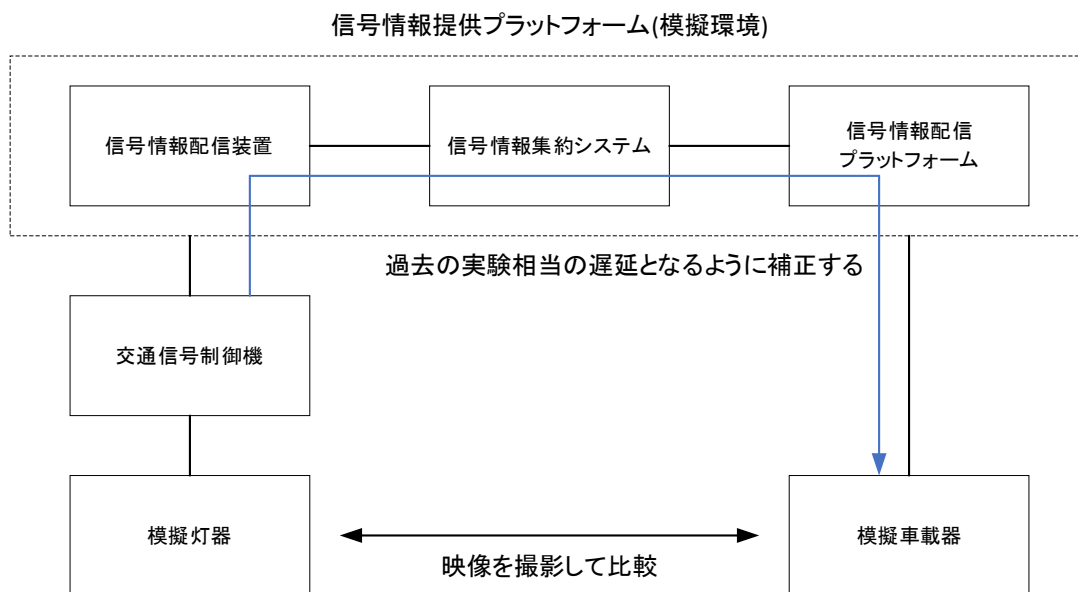 信号情報提供プラットフォーム(模擬環境)
信号情報配信装置
信号情報集約システム
信号情報配信
プラットフォーム
過去の実験相当の遅延となるように補正する
交通信号制御機
模擬灯器
模擬車載器
映像を撮影して比較